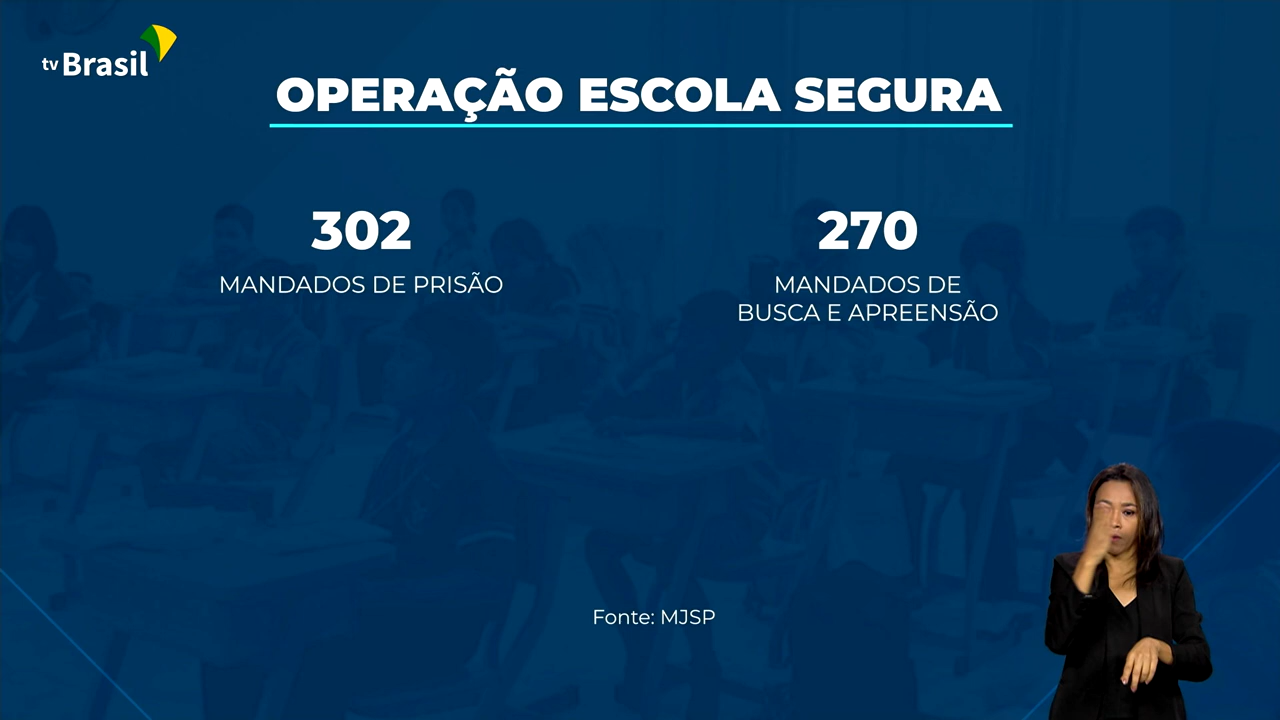 tv Brasil
OPERAÇÃO ESCOLA SEGURA
302
MANDADOS DE PRISÃO
270
MANDADOS DE
BUSCA E APREENSÃO
Fonte: MJSP